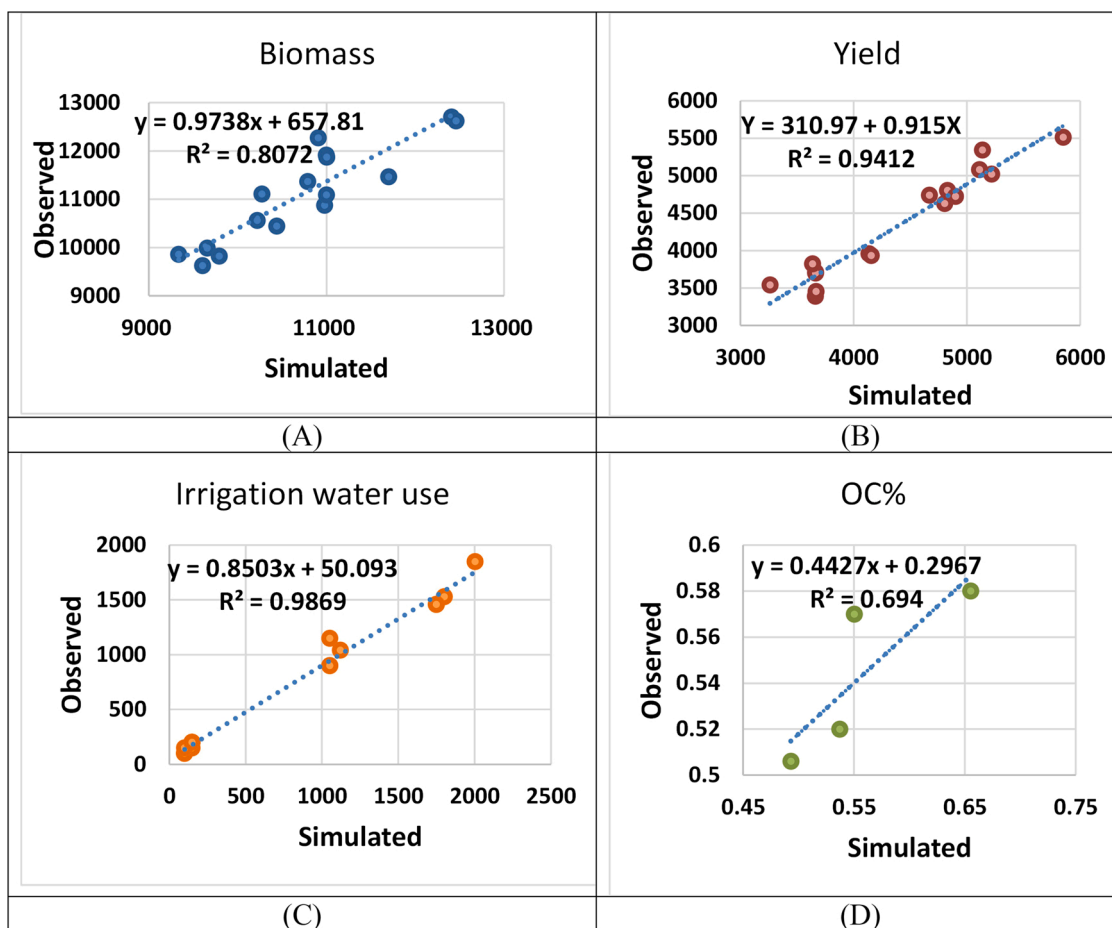 Biomass
13000
12000
11000
10000
9000
y = 0.9738x + 657.81
R² = 0.8072
Observed
9000 11000 13000
Simulated
(A)
Yield
6000
5500
5000
4500
4000
3500
3000
Y = 310.97 + 0.915X
R² = 0.9412
Observed
3000 4000 5000 6000
Simulated
(B)
Irrigation water use
2000
1500
1000
500
0
y = 0.8503x + 50.093
R² = 0.9869
Observed
0 500 1000 1500 2000 2500
Simulated
(C)
OC%
0.6
0.58
0.56
0.54
0.52
0.5
y = 0.4427x + 0.2967
R² = 0.694
Observed
0.45 0.55 0.65 0.75
Simulated
(D)